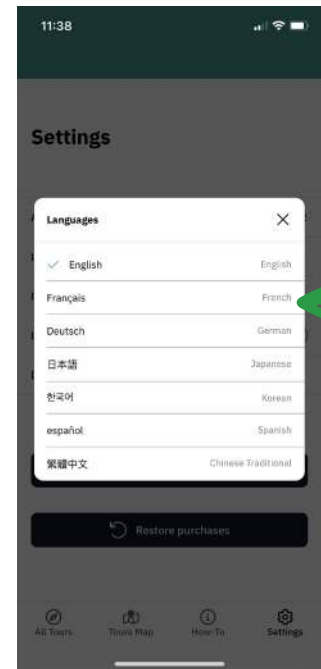 11:38
Settings
Languages
English English
Français French
Deutsch German
日本語 Japanese
한국어 Korean
español Spanish
繁體中文 Chinese Traditional
Restore purchases
All Tours Tours Map How-To Settings